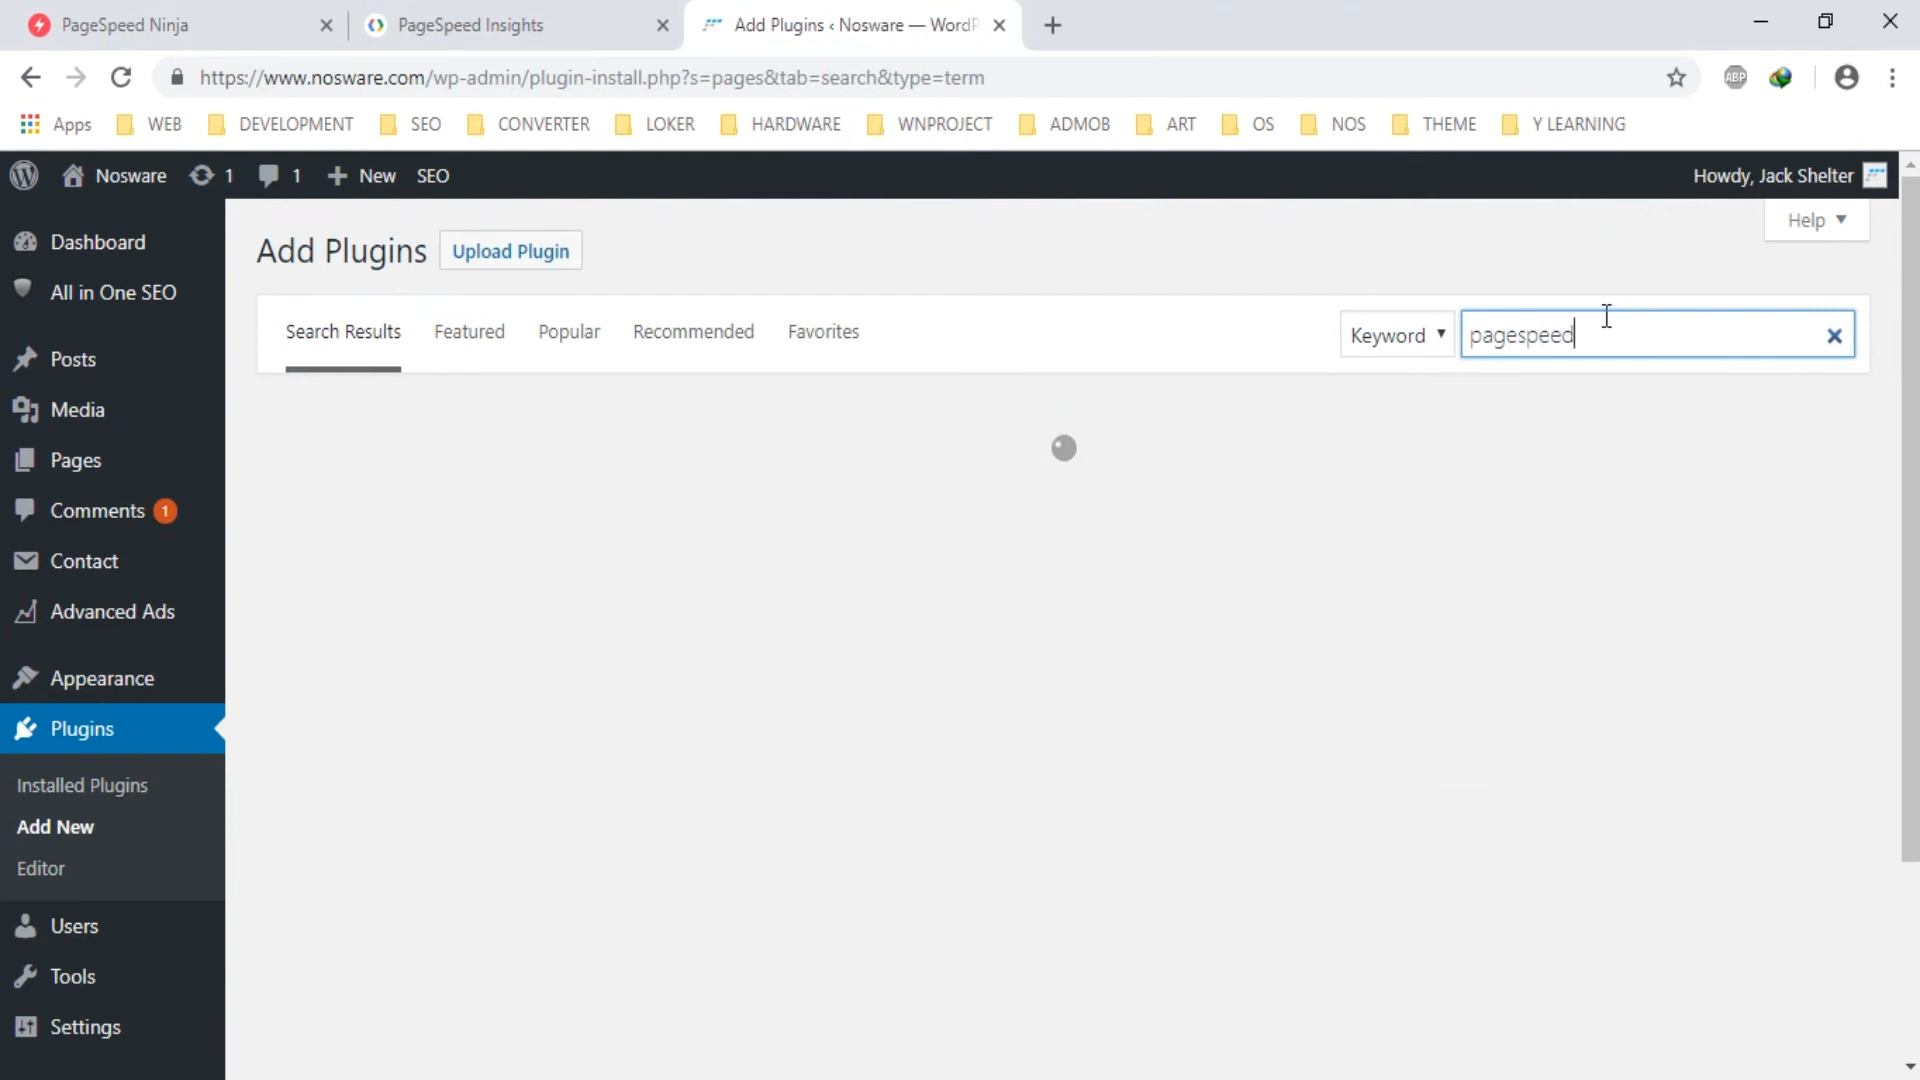 PageSpeed Ninja
PageSpeed Insights
Add Plugins ‹ Nosware — WordP
https://www.nosware.com/wp-admin/plugin-install.php?s=pages&tab=search&type=term
ABP
Apps WEB DEVELOPMENT SEO CONVERTER LOKER HARDWARE WNPROJECT ADMOB ART OS NOS THEME Y LEARNING
Nosware 1 1 New SEO Howdy, Jack Shelter
Help
Dashboard
All in One SEO
Posts
Media
Pages
Comments 1
Contact
Advanced Ads
Appearance
Plugins
Installed Plugins
Add New
Editor
Users
Tools
Settings
Add Plugins Upload Plugin
Search Results Featured Popular Recommended Favorites Keyword pagespeed